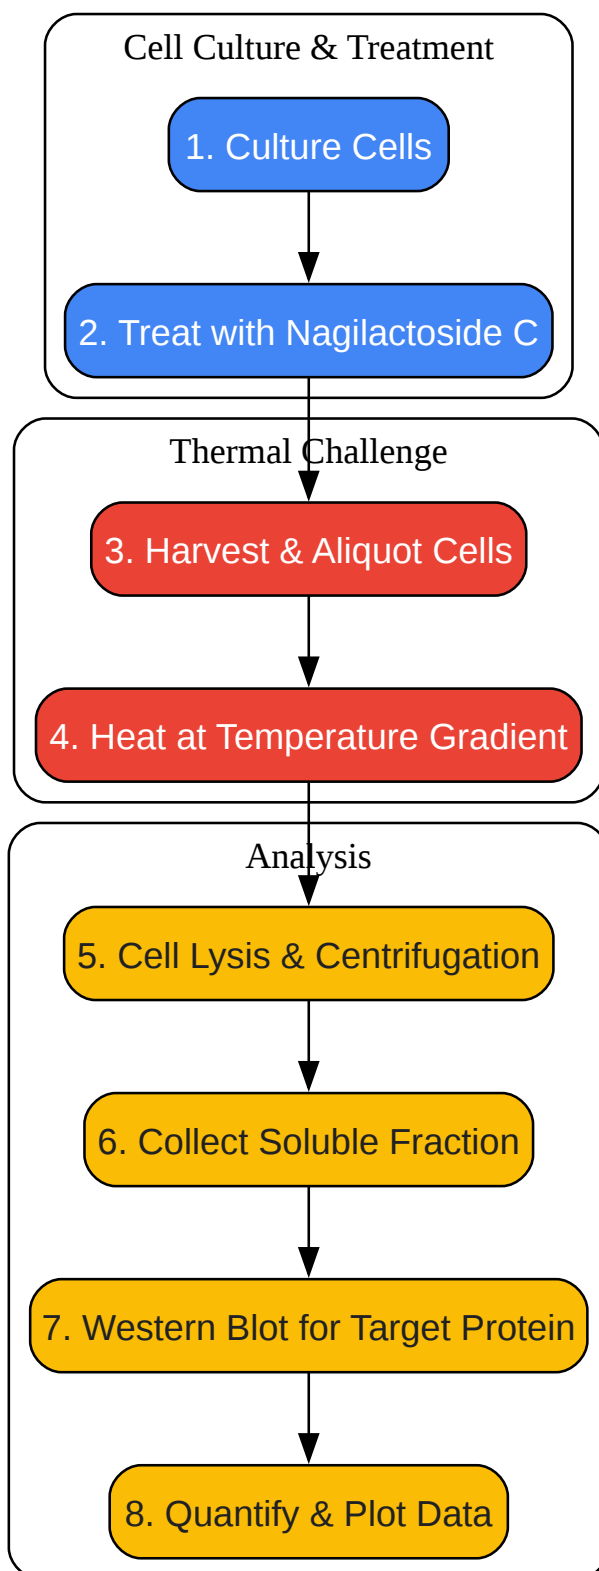 Cell Culture & Treatment
1. Culture Cells
2. Treat with Nagilactoside C
Thermal Challenge
3. Harvest & Aliquot Cells
4. Heat at Temperature Gradient
Analysis
5. Cell Lysis & Centrifugation
6. Collect Soluble Fraction
7. Western Blot for Target Protein
8. Quantify & Plot Data